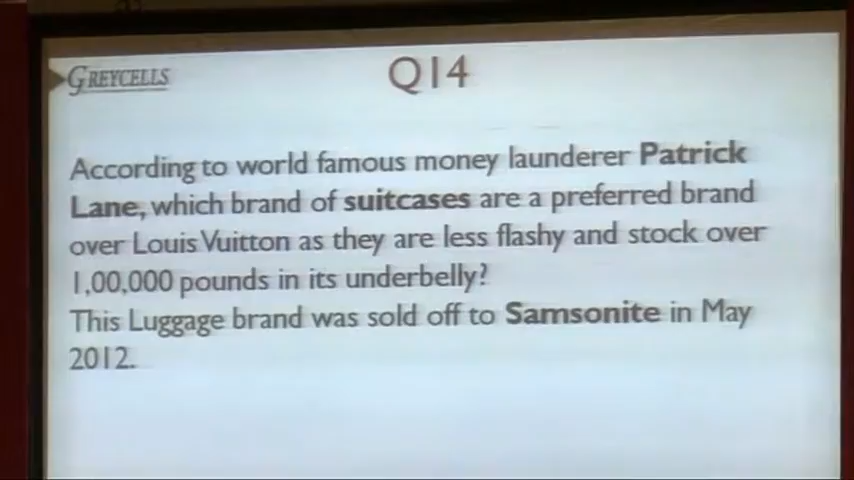 GREYCELLS
Q14
According to world famous money launderer Patrick
Lane, which brand of suitcases are a preferred brand
over Louis Vuitton as they are less flashy and stock over
1,00,000 pounds in its underbelly?
This Luggage brand was sold off to Samsonite in May
2012.